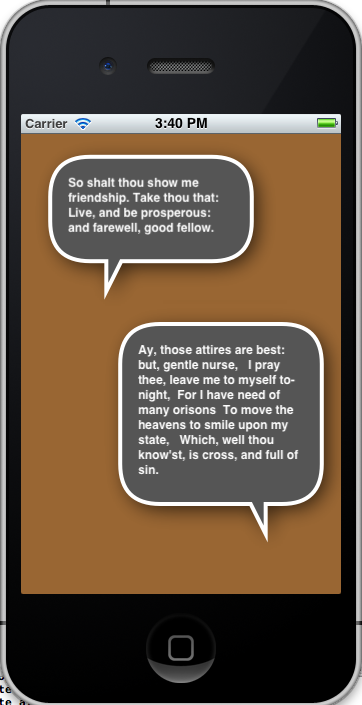 Carrier 3:40 PM
So shalt thou show me
friendship. Take thou that:
Live, and be prosperous:
and farewell, good fellow.
Ay, those attires are best:
but, gentle nurse,   I pray
thee, leave me to myself to-
night,  For I have need of
many orisons  To move the
heavens to smile upon my
state,   Which, well thou
know'st, is cross, and full of
sin.
te
te a